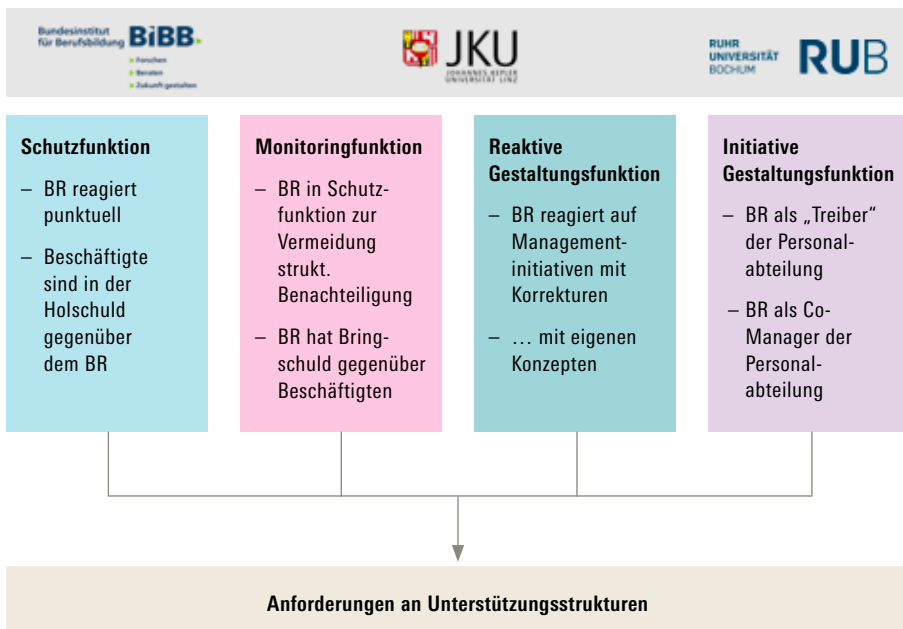 Bundesinstitut
für Berufsbildung
BiBB
Forschen
Beraten
Zukunft gestalten
JKU
JOHANNES KEPLER
UNIVERSITÄT LINZ
RUHR
UNIVERSITÄT
BOCHUM
RUB
Schutzfunktion
– BR reagiert
punktuell
– Beschäftigte
sind in der
Holschuld
gegenüber
dem BR
Monitoringfunktion
– BR in Schutz-
funktion zur
Vermeidung
strukt.
Benachteiligung
– BR hat Bring-
schuld gegenüber
Beschäftigten
Reaktive
Gestaltungsfunktion
– BR reagiert auf
Management-
initiativen mit
Korrekturen
– … mit eigenen
Konzepten
Initiative
Gestaltungsfunktion
– BR als „Treiber“
der Personal-
abteilung
– BR als Co-
Manager der
Personal-
abteilung
Anforderungen an Unterstützungsstrukturen